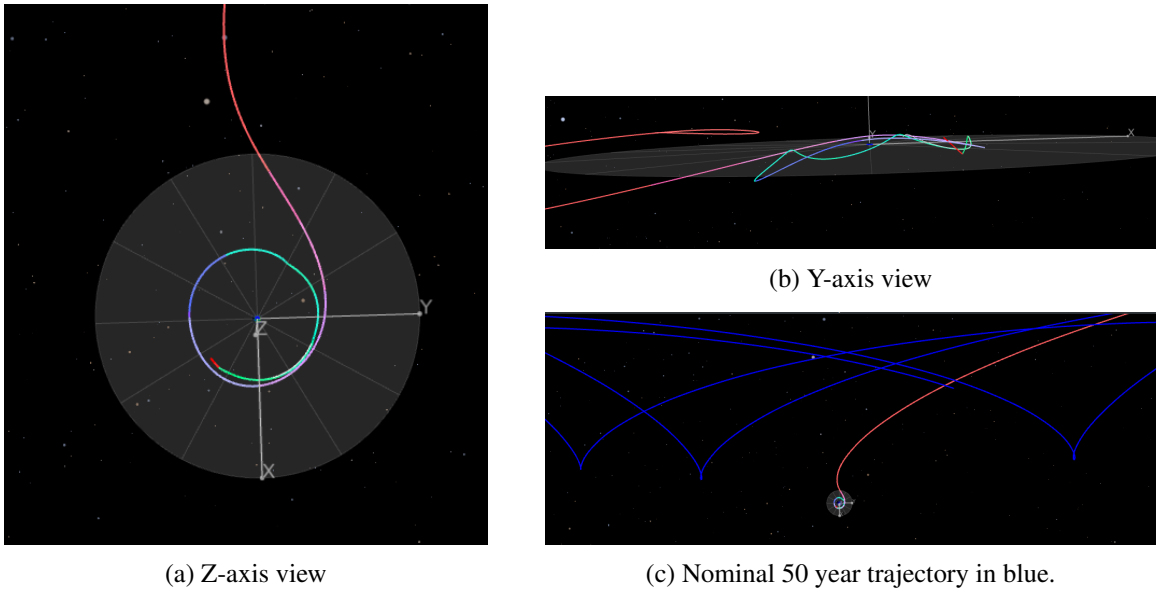 Y
Z
X
(a) Z-axis view
Y
X
(b) Y-axis view
(c) Nominal 50 year trajectory in blue.